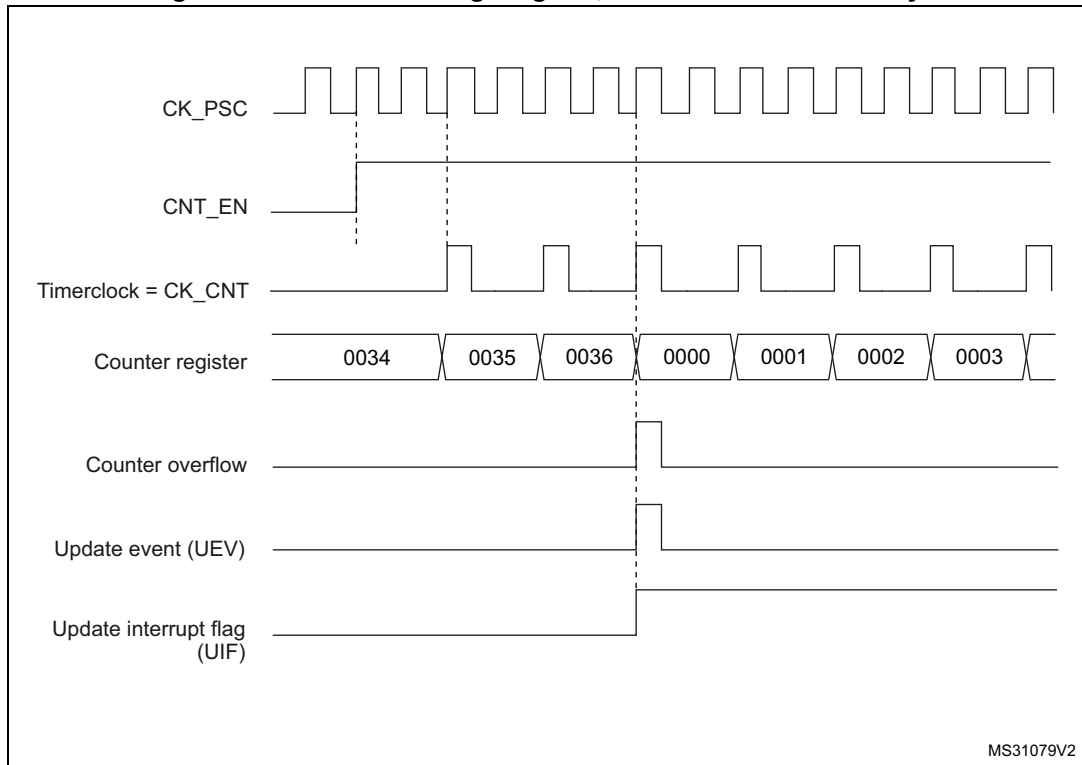 CK_PSC
CNT_EN
Timerclock = CK_CNT
Counter register
0034 0035 0036 0000 0001 0002 0003
Counter overflow
Update event (UEV)
Update interrupt flag
(UIF)
MS31079V2